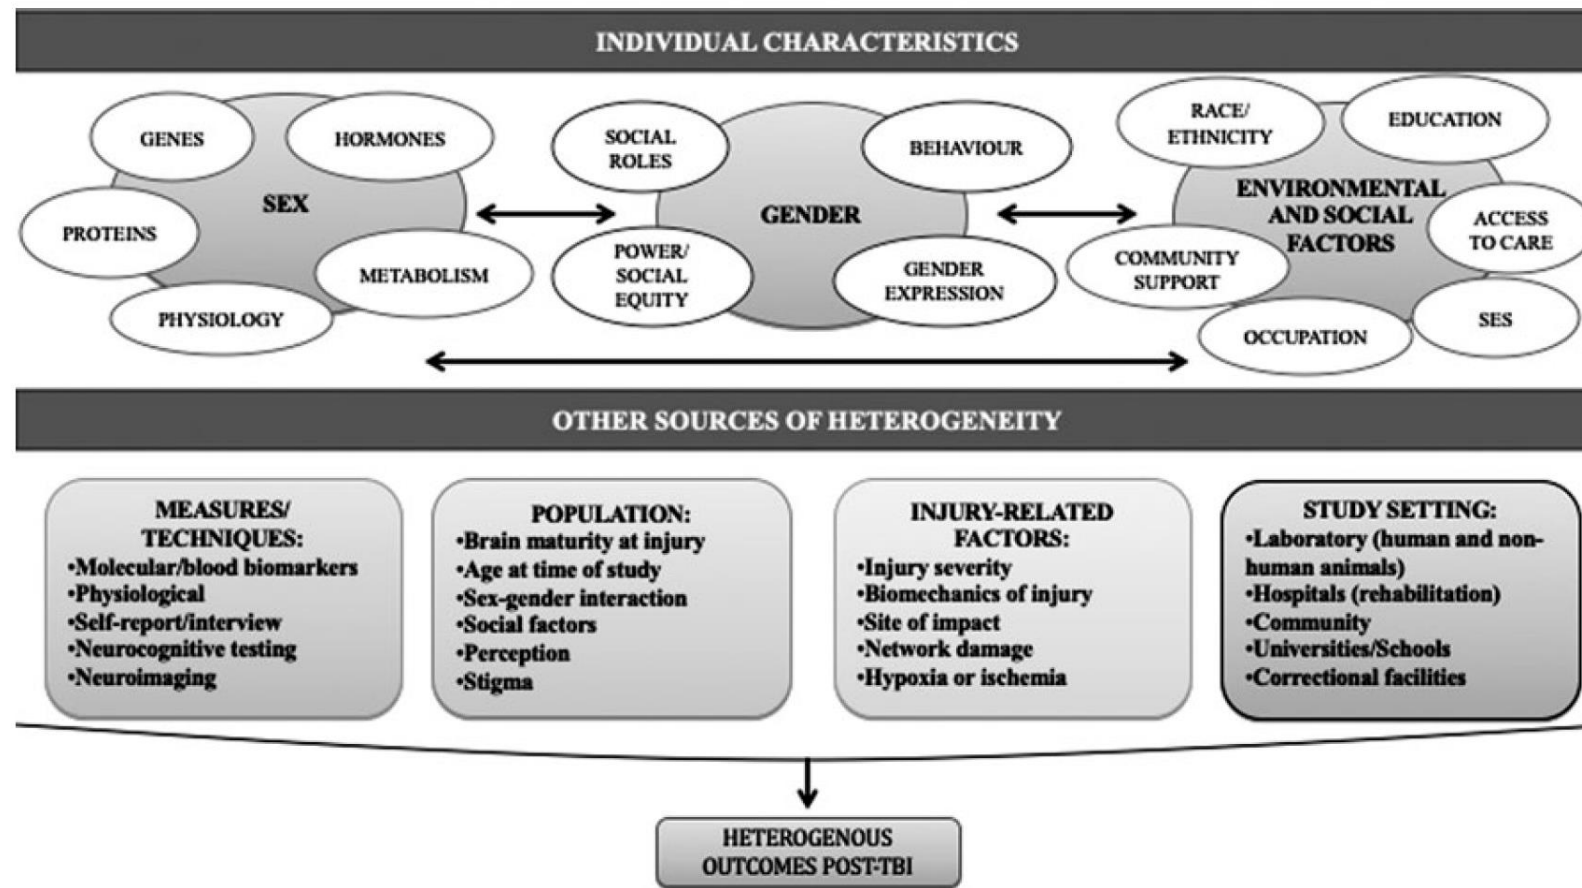 INDIVIDUAL CHARACTERISTICS
GENES
HORMONES
PROTEINS
SEX
METABOLISM
PHYSIOLOGY
SOCIAL
ROLES
BEHAVIOUR
GENDER
POWER/
SOCIAL
EQUITY
GENDER
EXPRESSION
RACE/
ETHNICITY
EDUCATION
ENVIRONMENTAL
AND SOCIAL
FACTORS
ACCESS
TO CARE
COMMUNITY
SUPPORT
OCCUPATION
SES
OTHER SOURCES OF HETEROGENEITY
MEASURES/
TECHNIQUES:
•Molecular/blood biomarkers
•Physiological
•Self-report/interview
•Neurocognitive testing
•Neuroimaging
POPULATION:
•Brain maturity at injury
•Age at time of study
•Sex-gender interaction
•Social factors
•Perception
•Stigma
INJURY-RELATED
FACTORS:
•Injury severity
•Biomechanics of injury
•Site of impact
•Network damage
•Hypoxia or ischemia
STUDY SETTING:
•Laboratory (human and non-
human animals)
•Hospitals (rehabilitation)
•Community
•Universities/Schools
•Correctional facilities
HETEROGENOUS
OUTCOMES POST-TBI